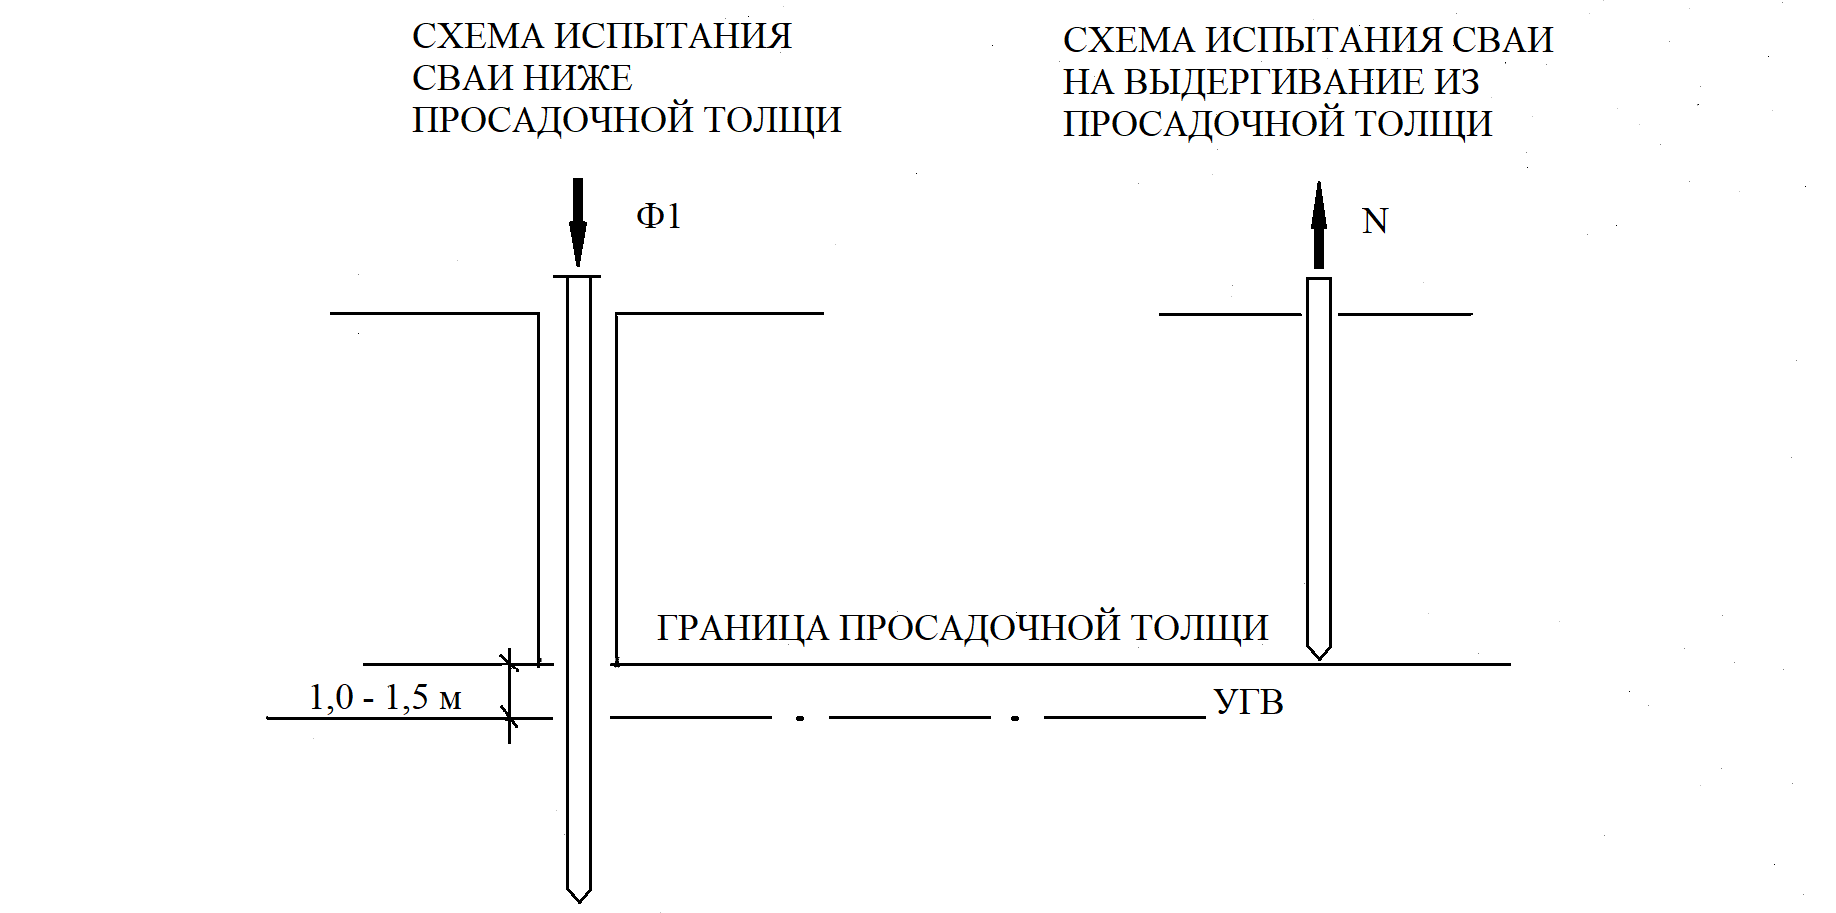 СХЕМА ИСПЫТАНИЯ
СВАИ НИЖЕ
ПРОСАДОЧНОЙ ТОЛЩИ
СХЕМА ИСПЫТАНИЯ СВАИ
НА ВЫДЕРГИВАНИЕ ИЗ
ПРОСАДОЧНОЙ ТОЛЩИ
Ф1
N
ГРАНИЦА ПРОСАДОЧНОЙ ТОЛЩИ
1,0 - 1,5 м
УГВ